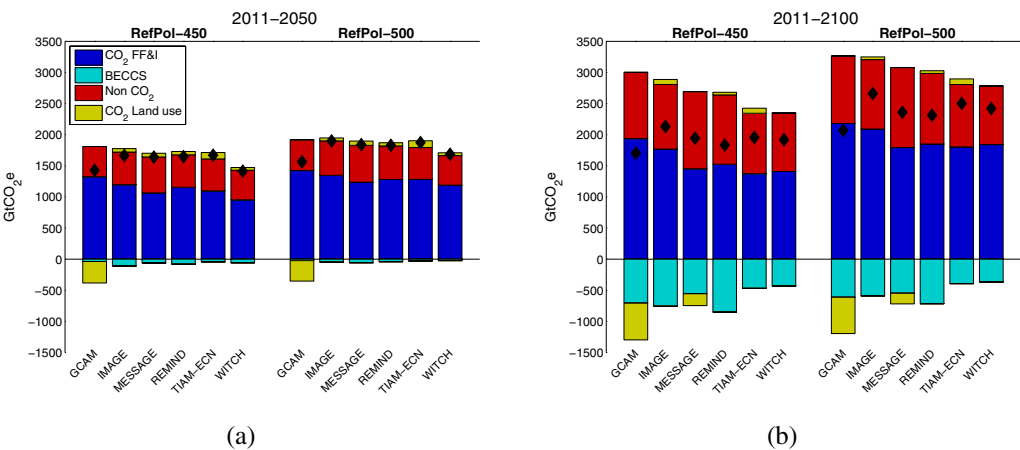 2011−2050
RefPol−450
RefPol−500
3500
3000
2500
2000
1500
1000
500
0
−500
−1000
−1500
GtCO2e
CO2 FF&I
BECCS
Non CO2
CO2 Land use
GCAM
IMAGE
MESSAGE
REMIND
TIAM−ECN
WITCH
GCAM
IMAGE
MESSAGE
REMIND
TIAM−ECN
WITCH
(a)
2011−2100
RefPol−450
RefPol−500
3500
3000
2500
2000
1500
1000
500
0
−500
−1000
−1500
GtCO2e
GCAM
IMAGE
MESSAGE
REMIND
TIAM−ECN
WITCH
GCAM
IMAGE
MESSAGE
REMIND
TIAM−ECN
WITCH
(b)